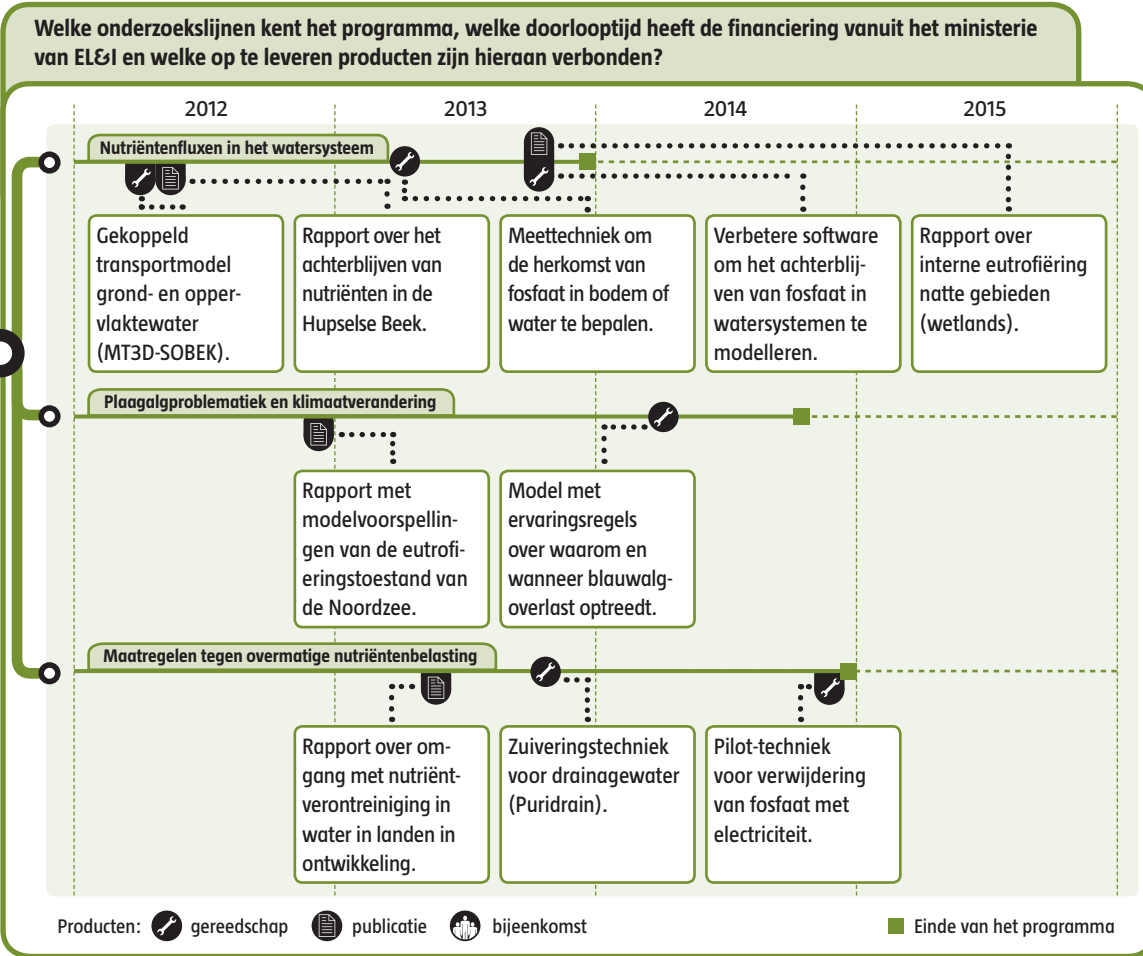 Welke onderzoekslijnen kent het programma, welke doorlooptijd heeft de financiering vanuit het ministerie
van EL&I en welke op te leveren producten zijn hieraan verbonden?
2012
2013
2014
2015
Nutriëntenfluxen in het watersysteem
Gekoppeld
transportmodel
grond- en opper-
vlaktewater
(MT3D-SOBEK).
Rapport over het
achterblijven van
nutriënten in de
Hupselse Beek.
Meettechniek om
de herkomst van
fosfaat in bodem of
water te bepalen.
Verbetere software
om het achterblij-
ven van fosfaat in
watersystemen te
modelleren.
Rapport over
interne eutrofiëring
natte gebieden
(wetlands).
Plaagalgproblematiek en klimaatverandering
Rapport met
modelvoorspellin-
gen van de eutrofi-
eringstoestand van
de Noordzee.
Model met
ervaringsregels
over waarom en
wanneer blauwalg-
overlast optreedt.
Maatregelen tegen overmatige nutriëntenbelasting
Rapport over om-
gang met nutriënt-
verontreiniging in
water in landen in
ontwikkeling.
Zuiveringstechniek
voor drainagewater
(Puridrain).
Pilot-techniek
voor verwijdering
van fosfaat met
electriciteit.
Producten: gereedschap publicatie bijeenkomst Einde van het programma